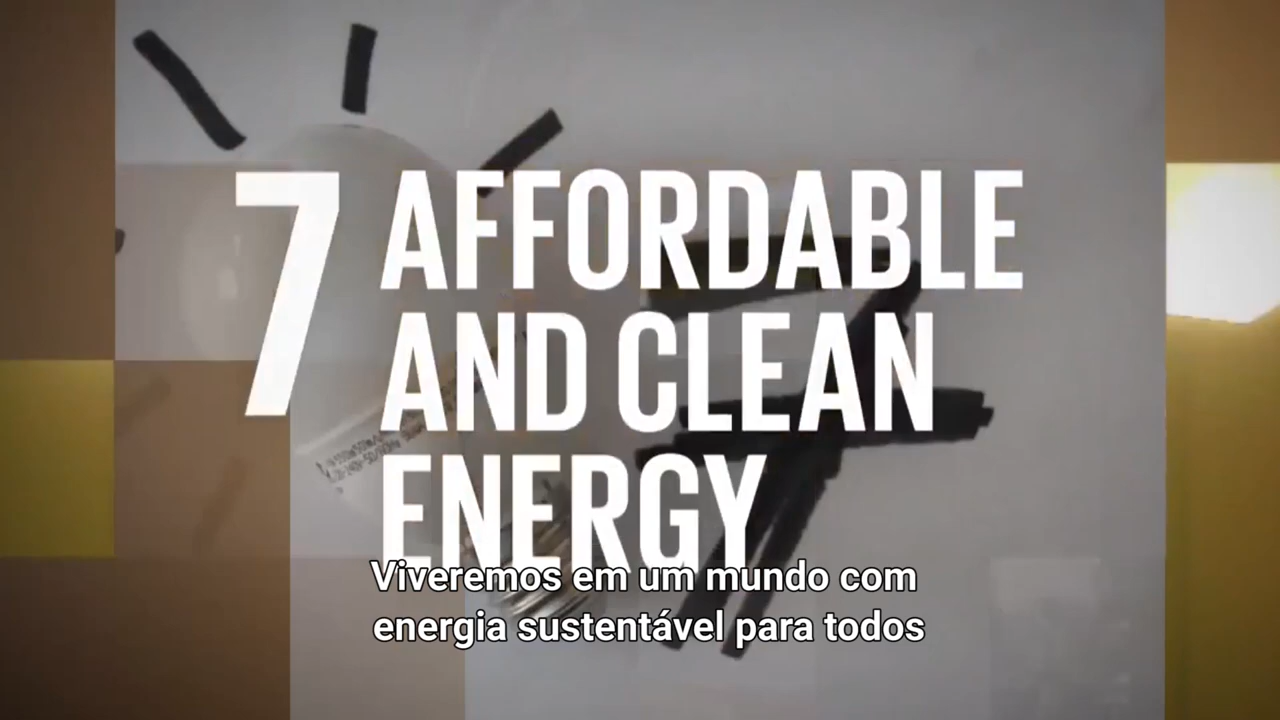 7 AFFORDABLE
AND CLEAN
ENERGY
Viveremos em um mundo com
energia sustentável para todos